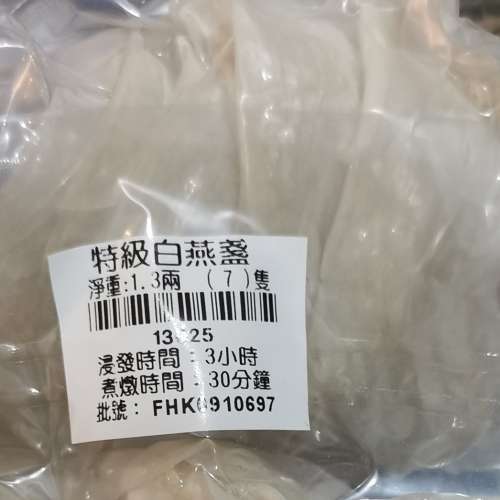 特級白燕盞
淨重:1.3兩 (7)隻
浸發時間:3小時
煮燉時間:30分鐘
批號: FHK0910697